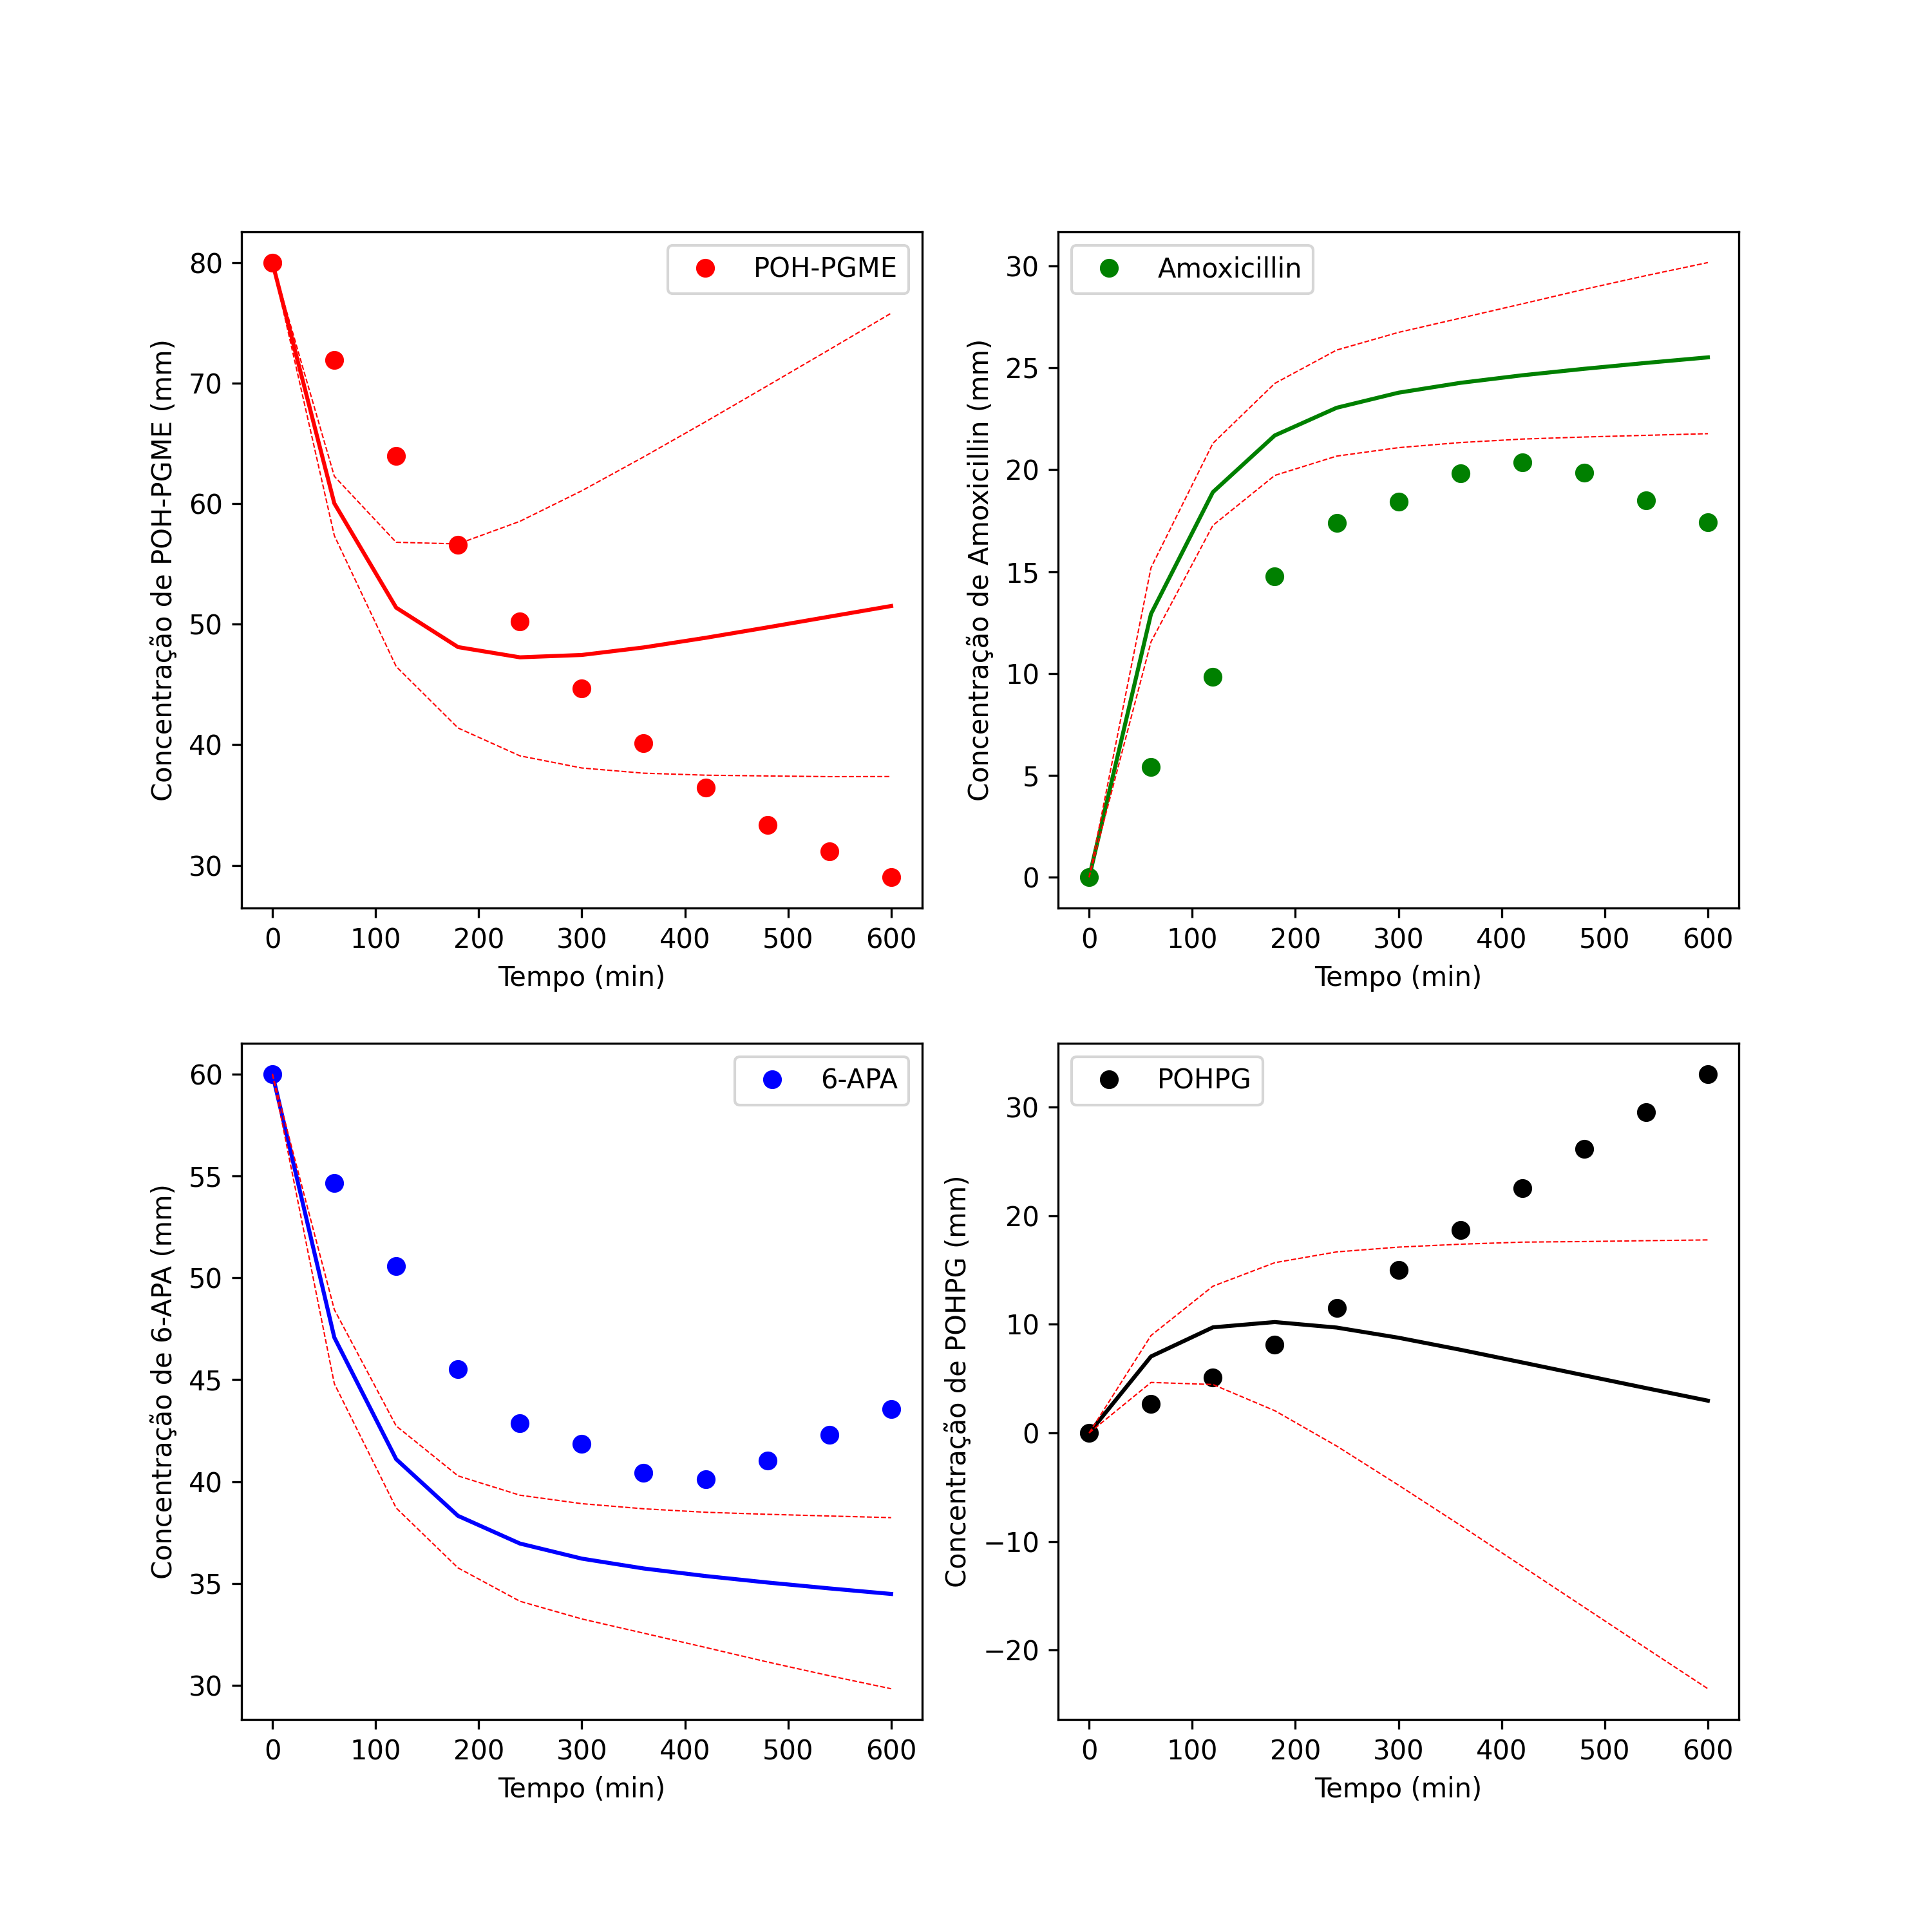 POH-PGME
Concentração de POH-PGME (mm)
80
70
60
50
40
30
0 100 200 300 400 500 600
Tempo (min)
Amoxicillin
Concentração de Amoxicillin (mm)
30
25
20
15
10
5
0
0 100 200 300 400 500 600
Tempo (min)
6-APA
Concentração de 6-APA (mm)
60
55
50
45
40
35
30
0 100 200 300 400 500 600
Tempo (min)
POHPG
Concentração de POHPG (mm)
30
20
10
0
−10
−20
0 100 200 300 400 500 600
Tempo (min)